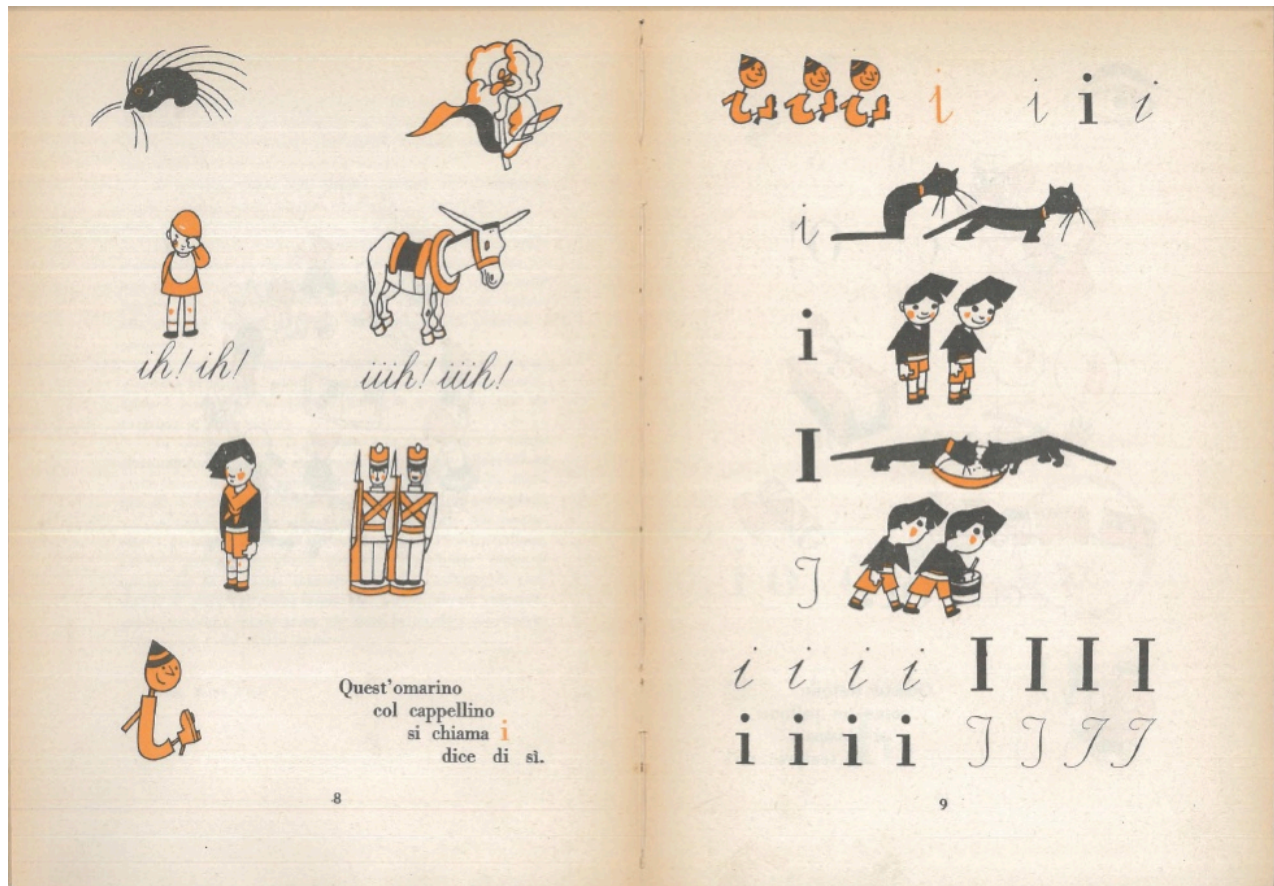 ih! ih!
iiih! iiih!
Quest'omarino
col cappellino
si chiama i
dice di sì.
8
i i i i
i
i
I
I
i i i i
I I I I
i i i i
I I I I
9